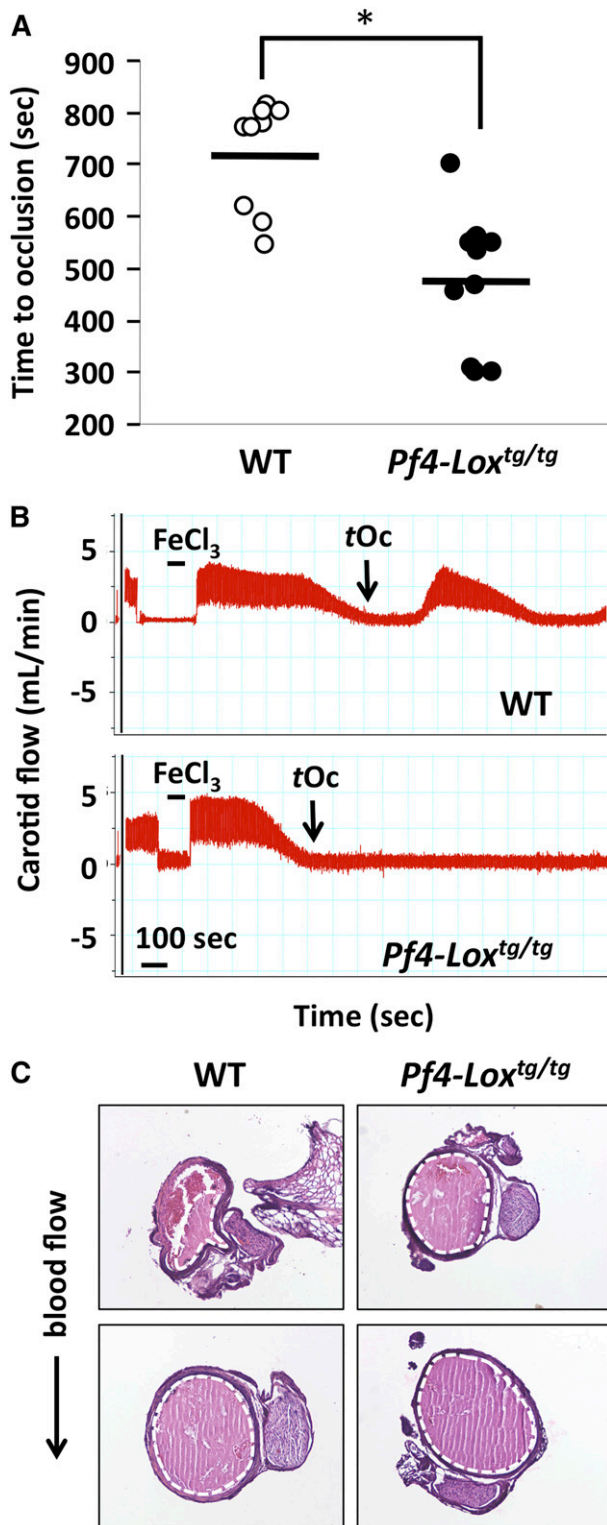 A
*
Time to occlusion (sec)
900
800
700
600
500
400
300
200
WT
Pf4-Lox^tg/tg
B
Carotid flow (mL/min)
5
0
-5
FeCl₃
tOc
WT
5
0
-5
FeCl₃
tOc
100 sec
Pf4-Lox^tg/tg
Time (sec)
C
WT
Pf4-Lox^tg/tg
blood flow